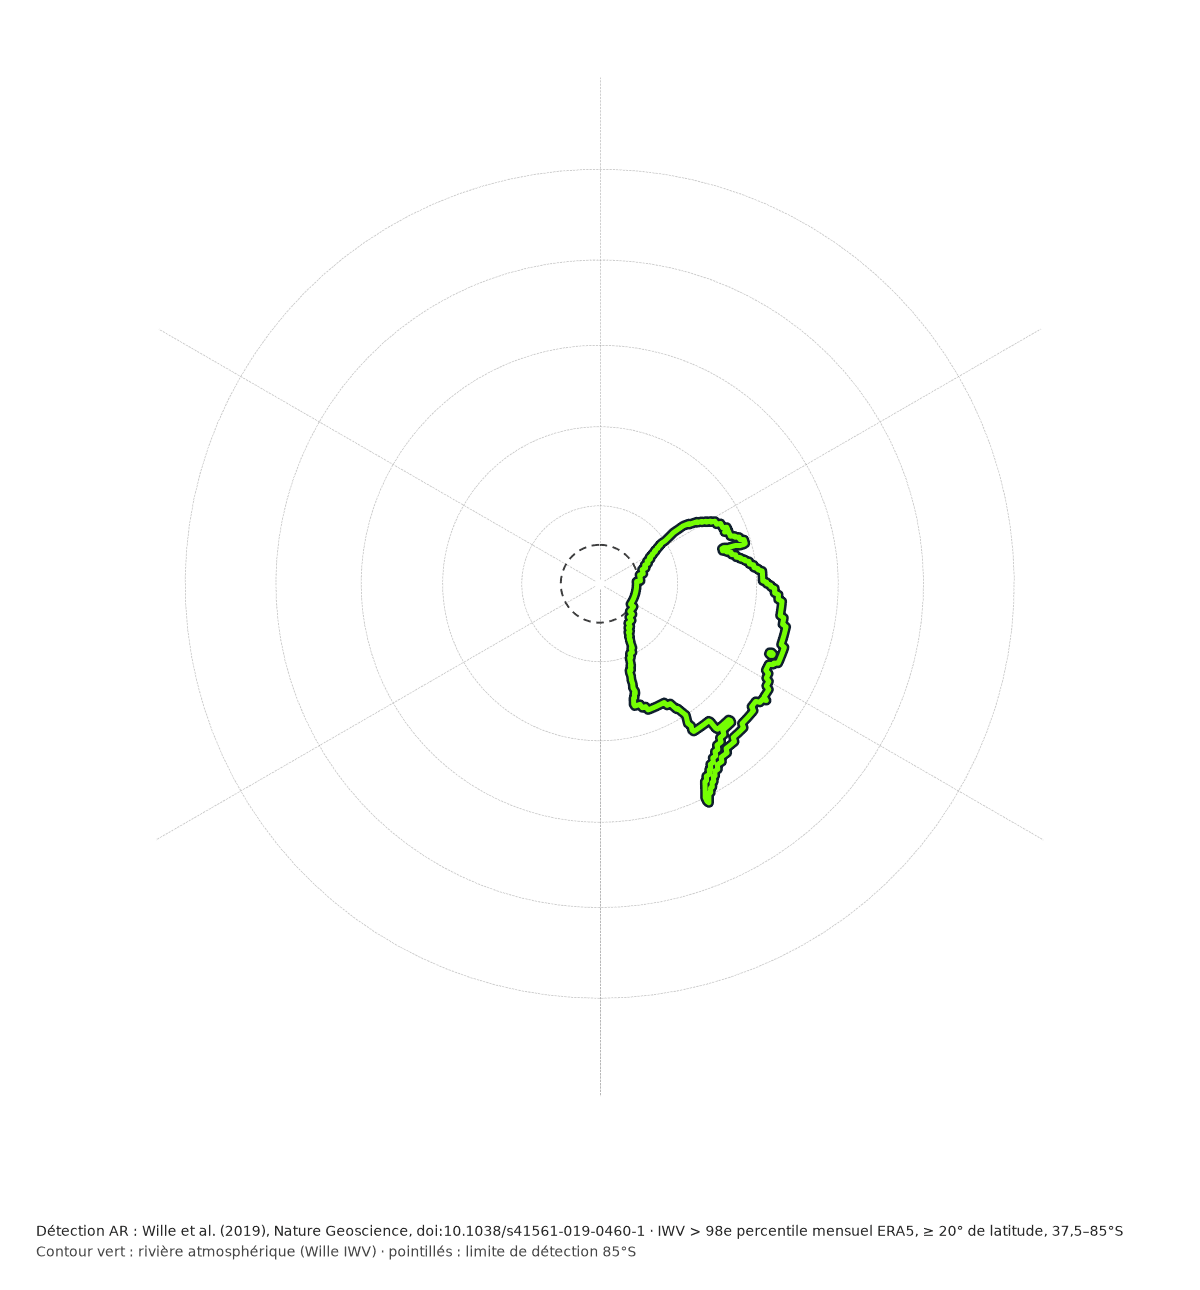 Détection AR : Wille et al. (2019), Nature Geoscience, doi:10.1038/s41561-019-0460-1 · IWV > 98e percentile mensuel ERA5, ≥ 20° de latitude, 37,5–85°S
Contour vert : rivière atmosphérique (Wille IWV) · pointillés : limite de détection 85°S